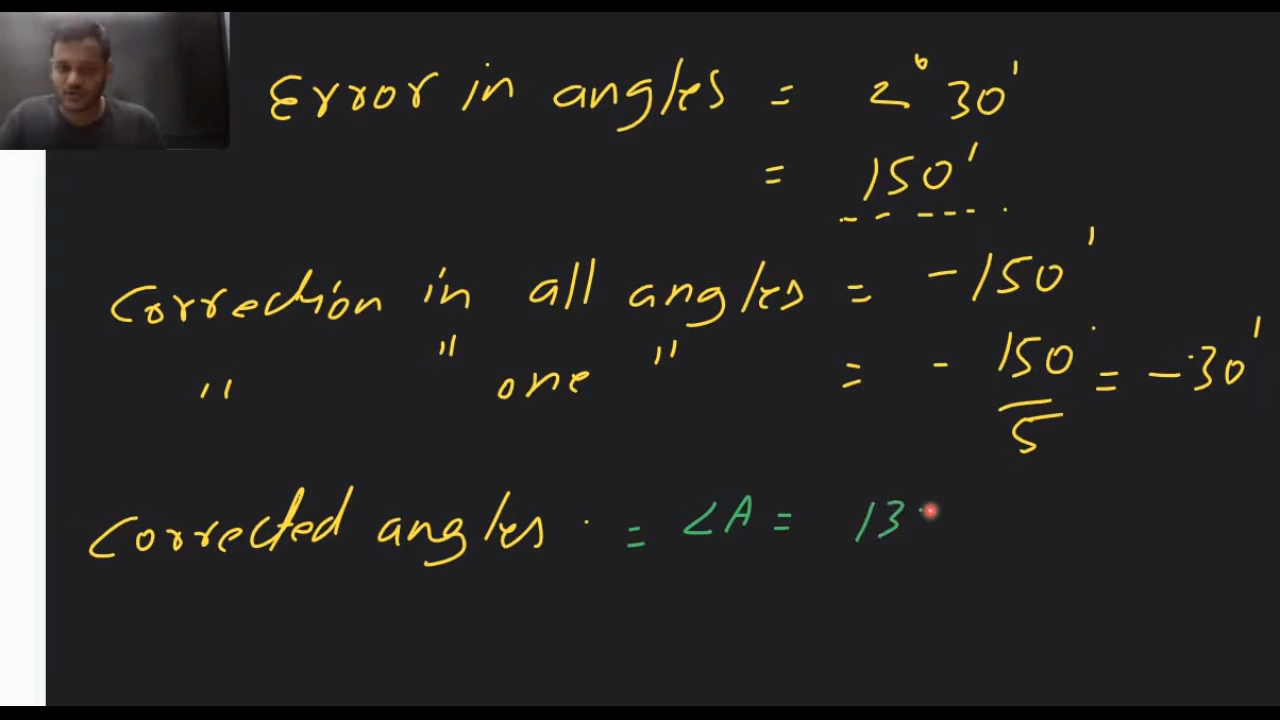 Error in angles = 2° 30'
= 150'
Correction in all angles = -150'
" " one " = - 150/5 = -30'
Corrected angles = ∠A = 13